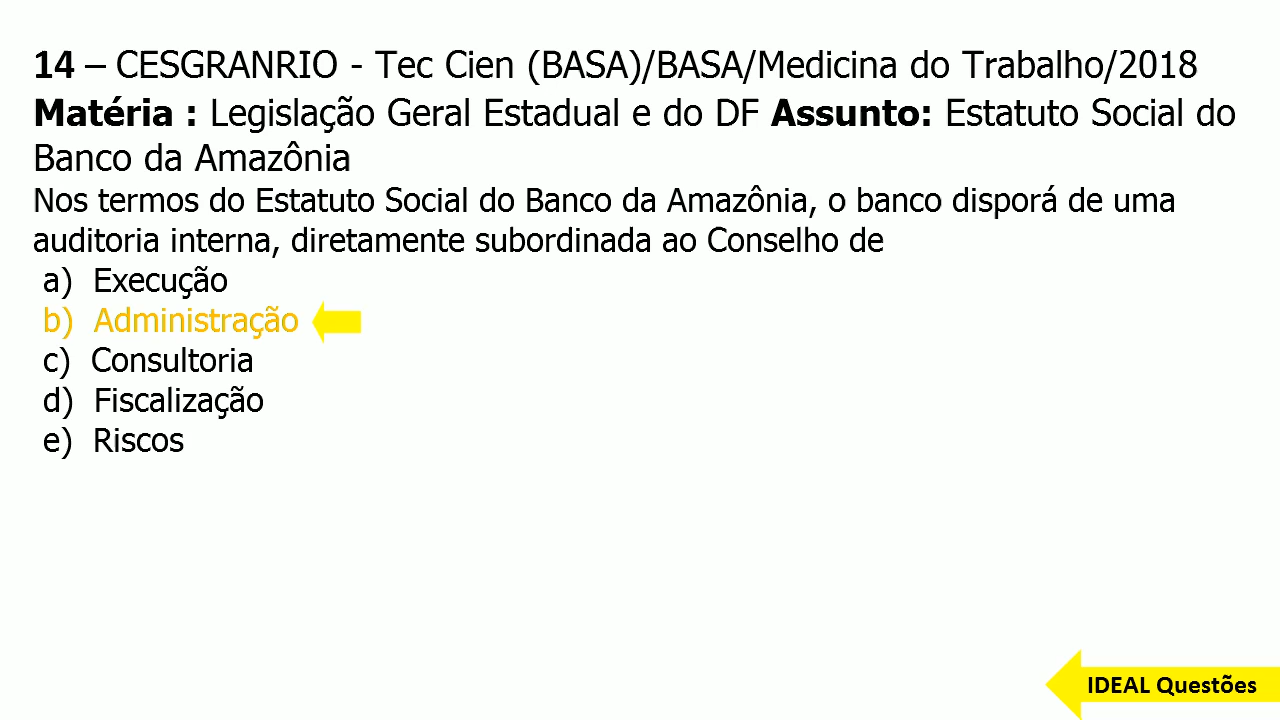 14 – CESGRANRIO - Tec Cien (BASA)/BASA/Medicina do Trabalho/2018
Matéria : Legislação Geral Estadual e do DF Assunto: Estatuto Social do
Banco da Amazônia
Nos termos do Estatuto Social do Banco da Amazônia, o banco disporá de uma
auditoria interna, diretamente subordinada ao Conselho de
a) Execução
b) Administração
c) Consultoria
d) Fiscalização
e) Riscos
IDEAL Questões